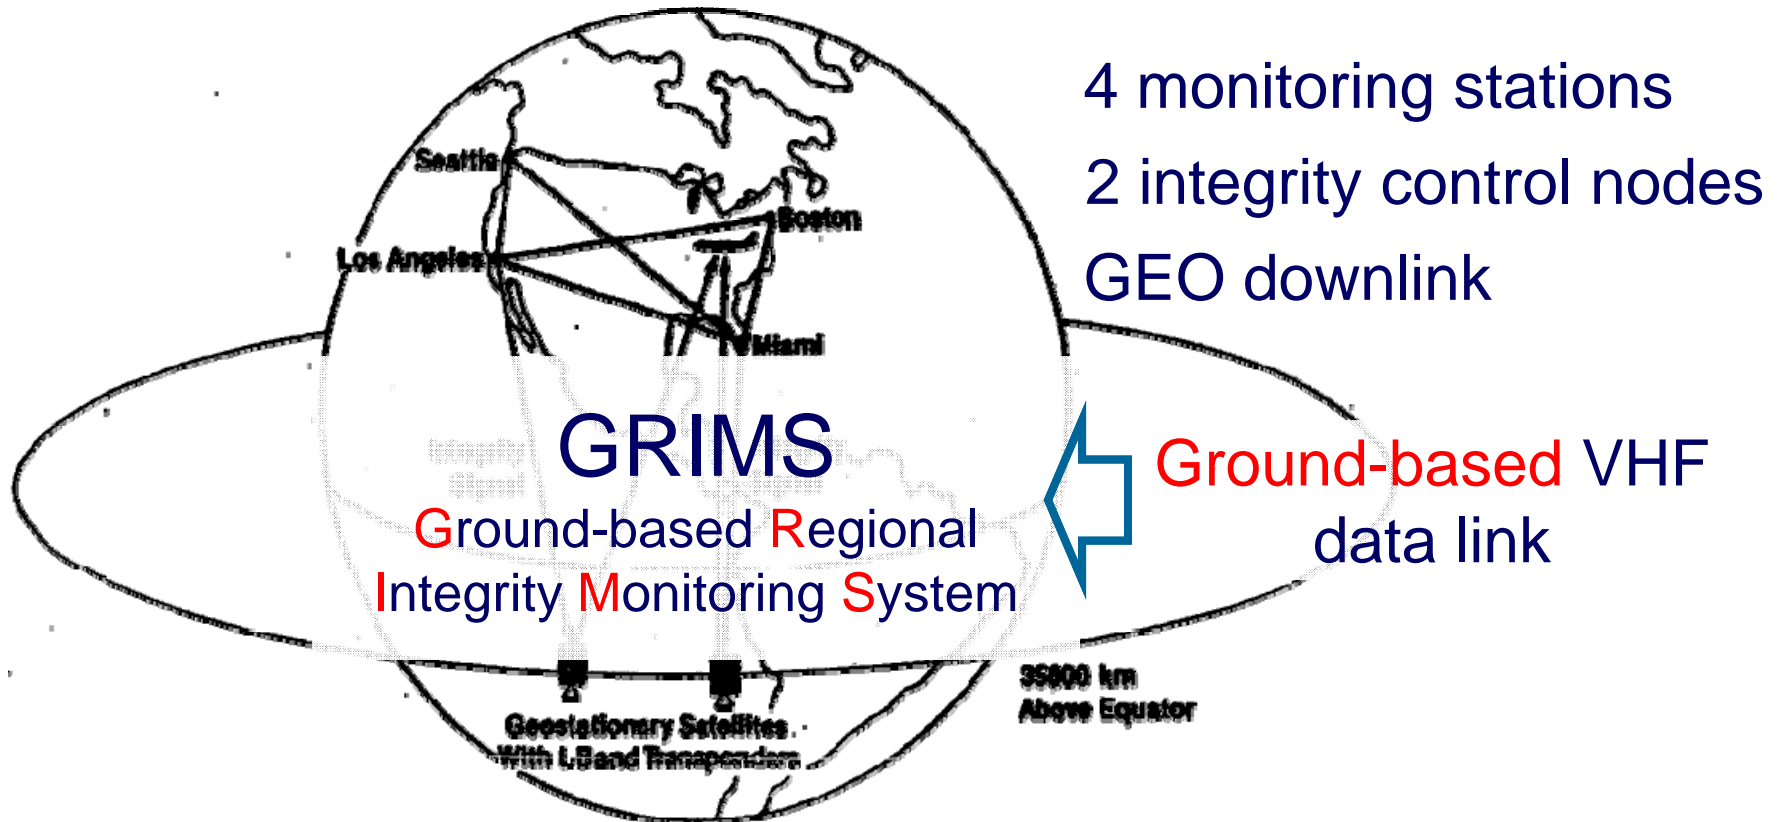 4 monitoring stations
2 integrity control nodes
GEO downlink
Seattle
Boston
Los Angeles
Miami
GRIMS
Ground-based Regional
Integrity Monitoring System
Ground-based VHF
data link
35800 km
Above Equator
Geostationary Satellites
With L Band Transponders